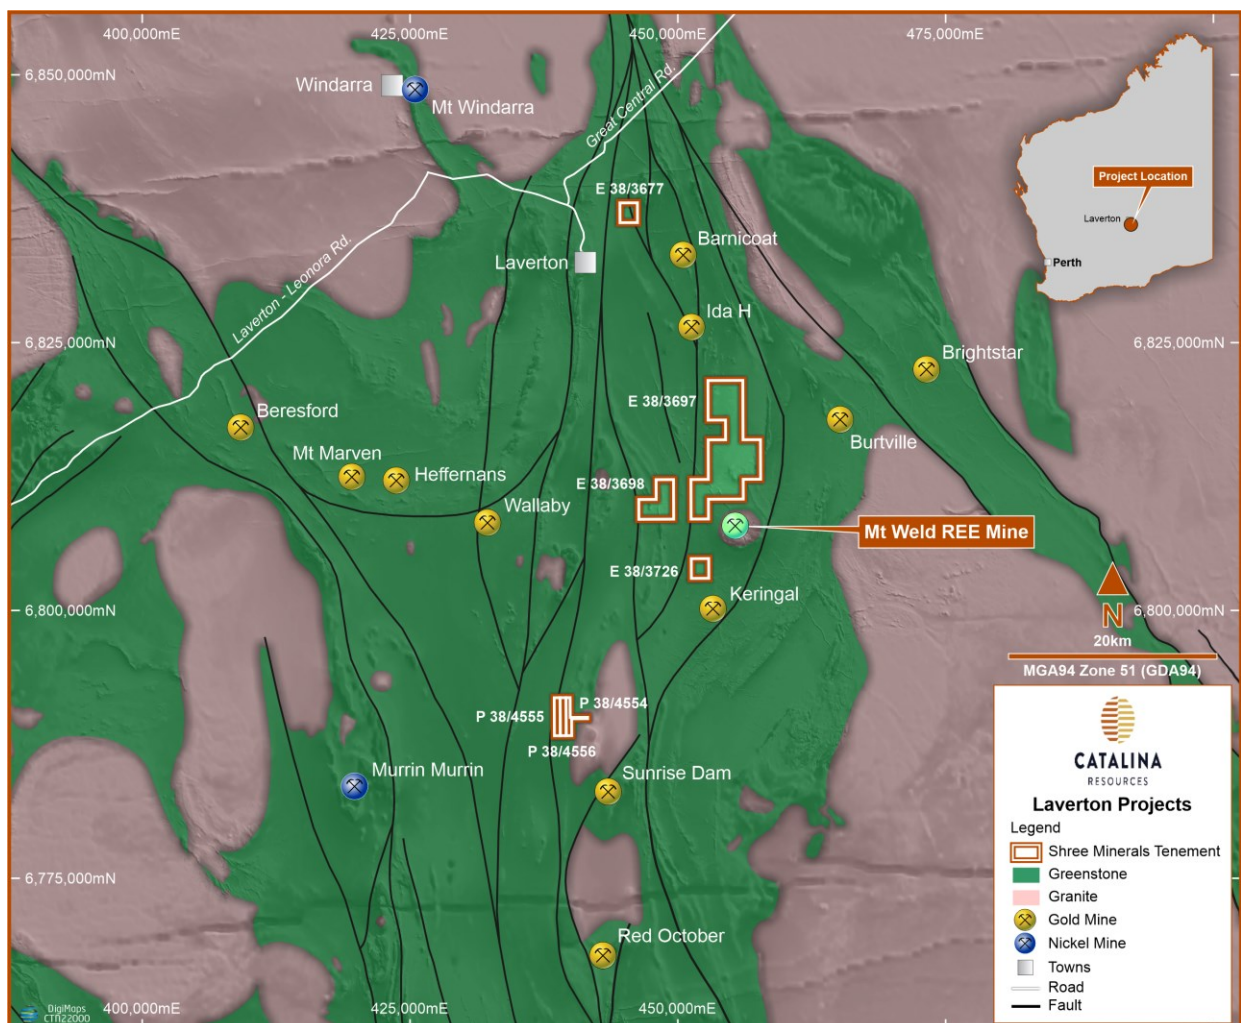 400,000mE
425,000mE
450,000mE
475,000mE
6,850,000mN
Windarra
Mt Windarra
Great Central Rd.
E 38/3677
Project Location
Laverton
Perth
Barnicoat
Laverton
Laverton - Leonora Rd.
Ida H
6,825,000mN
6,825,000mN
Brightstar
E 38/3697
Beresford
Burtville
Mt Marven
Heffernans
E 38/3698
Wallaby
Mt Weld REE Mine
E 38/3726
Keringal
6,800,000mN
6,800,000mN
N
20km
MGA94 Zone 51 (GDA94)
P 38/4554
P 38/4555
P 38/4556
Murrin Murrin
Sunrise Dam
CATALINA
RESOURCES
Laverton Projects
Legend
Shree Minerals Tenement
Greenstone
Granite
Gold Mine
Nickel Mine
Towns
Road
Fault
6,775,000mN
Red October
DigiMaps
CTN22000
400,000mE
425,000mE
450,000mE